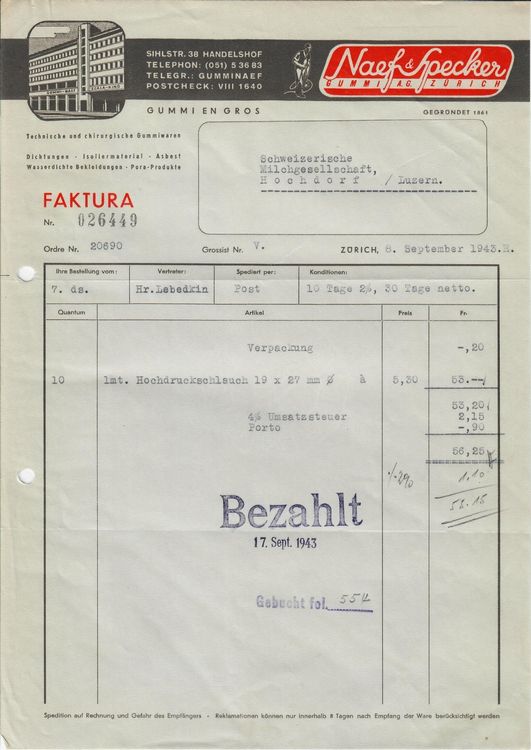 SIHLSTR. 38 HANDELSHOF
TELEPHON: (051) 5 36 83
TELEGR.: GUMMINAEF
POSTCHECK: VIII 1640
Naef & Specker
GUMMI A.G. ZÜRICH
GUMMI EN GROS
GEGRÜNDET 1861
Technische und chirurgische Gummiwaren
Dichtungen - Isoliermaterial - Asbest
Wasserdichte Bekleidungen - Para-Produkte
Schweizerische
Milchgesellschaft,
Hochdorf / Luzern.
FAKTURA
Nr. 026449
Ordre Nr. 20690 Grossist Nr. V. ZÜRICH, 8. September 1943.R.
Ihre Bestellung vom: Vertreter: Spediert per: Konditionen:
7. ds. Hr. Lebedkin Post 10 Tage 2%, 30 Tage netto.
Quantum Artikel Preis Fr.
Verpackung -,20
10 lmt. Hochdruckschlauch 19 x 27 mm Ø à 5,30 53.--
53,20
4% Umsatzsteuer 2,15
Porto -,90
56,25
./. 2% 1.10
55.15
Bezahlt
17. Sept. 1943
Gebucht fol. 554
Spedition auf Rechnung und Gefahr des Empfängers - Reklamationen können nur innerhalb 8 Tagen nach Empfang der Ware berücksichtigt werden